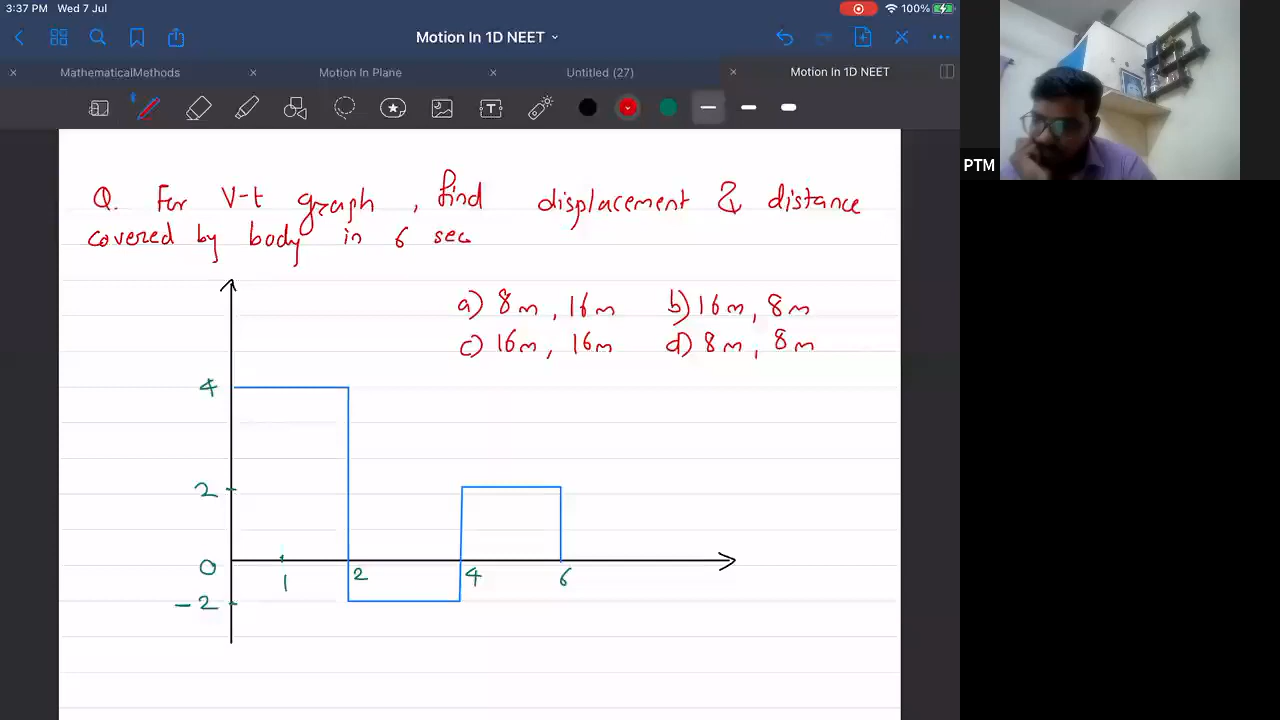 3:37 PM Wed 7 Jul
100%
Motion In 1D NEET
MathematicalMethods
Motion In Plane
Untitled (27)
Motion In 1D NEET
PTM
Q. For V-t graph, find displacement & distance
covered by body in 6 sec
a) 8m, 16m b) 16m, 8m
c) 16m, 16m d) 8m, 8m
4
2
0
1 2 4 6
-2